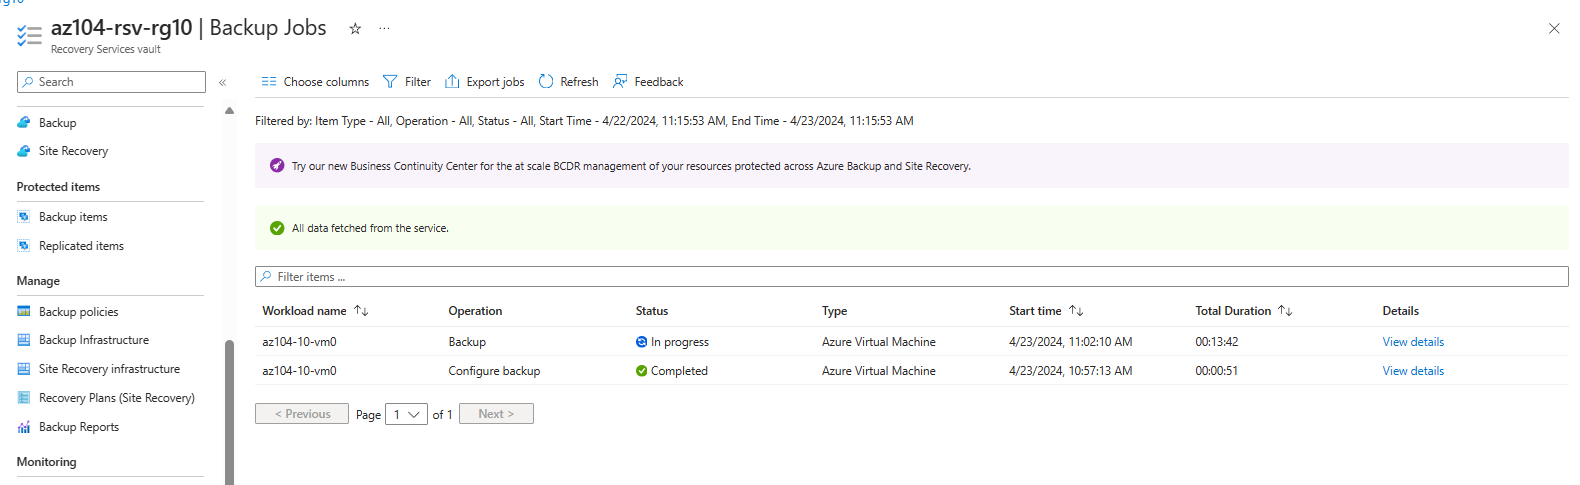 rg10
az104-rsv-rg10 | Backup Jobs
Recovery Services vault
Search
Backup
Site Recovery
Protected items
Backup items
Replicated items
Manage
Backup policies
Backup Infrastructure
Site Recovery infrastructure
Recovery Plans (Site Recovery)
Backup Reports
Monitoring
Choose columns Filter Export jobs Refresh Feedback
Filtered by: Item Type - All, Operation - All, Status - All, Start Time - 4/22/2024, 11:15:53 AM, End Time - 4/23/2024, 11:15:53 AM
Try our new Business Continuity Center for the at scale BCDR management of your resources protected across Azure Backup and Site Recovery.
All data fetched from the service.
Filter items ...
Workload name Operation Status Type Start time Total Duration Details
az104-10-vm0 Backup In progress Azure Virtual Machine 4/23/2024, 11:02:10 AM 00:13:42 View details
az104-10-vm0 Configure backup Completed Azure Virtual Machine 4/23/2024, 10:57:13 AM 00:00:51 View details
< Previous Page 1 of 1 Next >